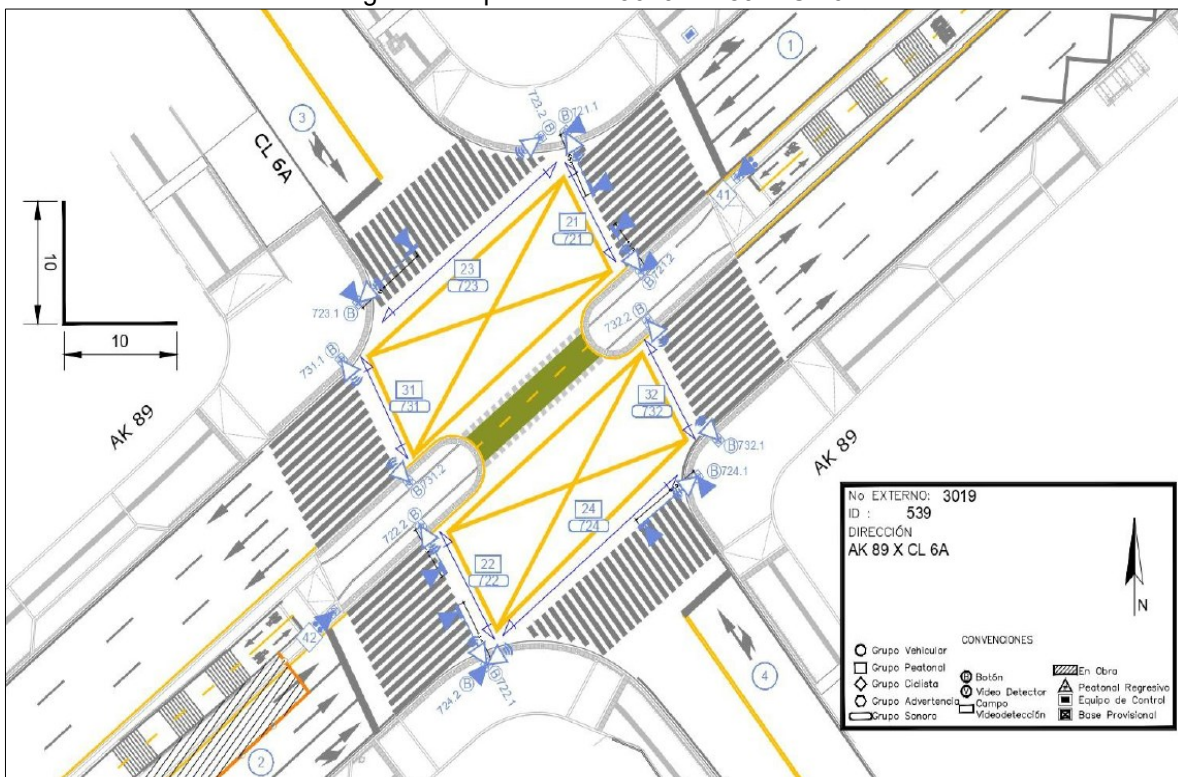 1
3
723.2 B
B 721.1
CL 6A
41
21
721
B 721.2
10
23
723
723.1 B
732.2 B
10
731.1 B
31
731
32
732
B 732.1
AK 89
AK 89
B 724.1
B 731.2
24
724
722.2 B
22
722
42
724.2 B
B 722.1
2
4
No EXTERNO: 3019
ID : 539
DIRECCIÓN
AK 89 X CL 6A
N
CONVENCIONES
Grupo Vehicular
Grupo Peatonal
Grupo Ciclista
Grupo Advertencia
Grupo Sonoro
B Botón
V Video Detector
Campo
Videodetección
En Obra
Peatonal Regresivo
Equipo de Control
Base Provisional